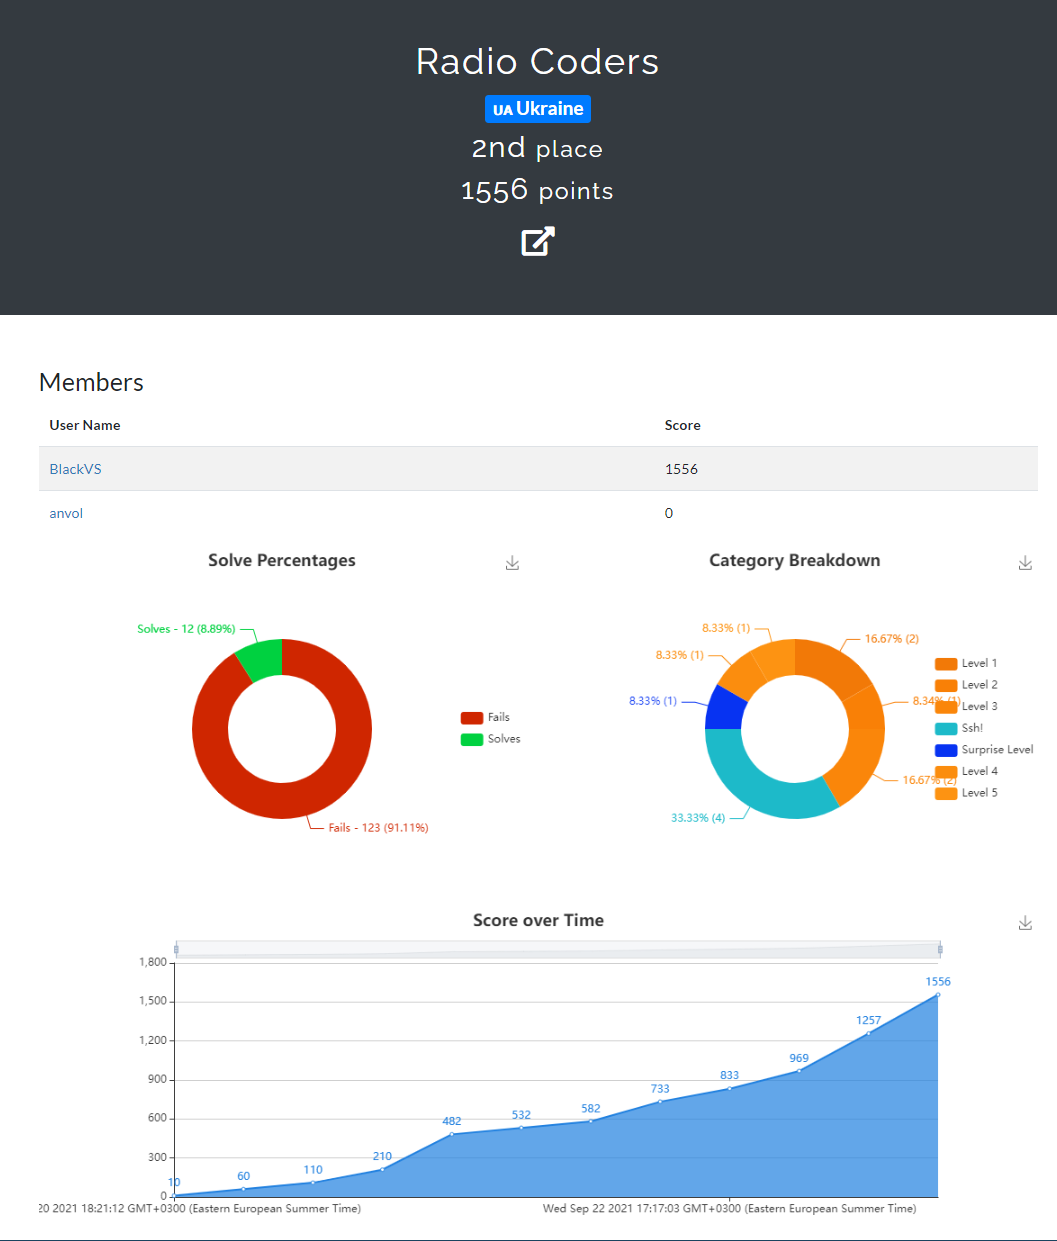 Radio Coders
UA Ukraine
2nd place
1556 points
Members
User Name Score
BlackVS 1556
anvol 0
Solve Percentages
Solves - 12 (8.89%)
Fails - 123 (91.11%)
Fails
Solves
Category Breakdown
8.33% (1)
16.67% (2)
8.33% (1)
8.33% (1)
8.34% (1)
16.67% (2)
33.33% (4)
Level 1
Level 2
Level 3
Ssh!
Surprise Level
Level 4
Level 5
Score over Time
1,800
1,500
1,200
900
600
300
0
10
60
110
210
482
532
582
733
833
969
1257
1556
20 2021 18:21:12 GMT+0300 (Eastern European Summer Time)
Wed Sep 22 2021 17:17:03 GMT+0300 (Eastern European Summer Time)